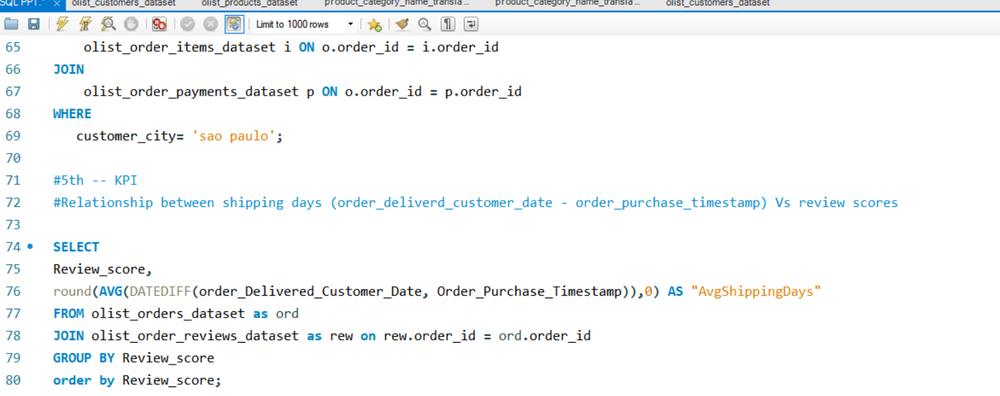 SQL PPT.* × olist_customers_dataset olist_products_dataset product_category_name_transla... product_category_name_transla... olist_customers_dataset
Limit to 1000 rows
65 olist_order_items_dataset i ON o.order_id = i.order_id
66 JOIN
67 olist_order_payments_dataset p ON o.order_id = p.order_id
68 WHERE
69 customer_city= 'sao paulo';
70
71 #5th -- KPI
72 #Relationship between shipping days (order_deliverd_customer_date - order_purchase_timestamp) Vs review scores
73
74 SELECT
75 Review_score,
76 round(AVG(DATEDIFF(order_Delivered_Customer_Date, Order_Purchase_Timestamp)),0) AS "AvgShippingDays"
77 FROM olist_orders_dataset as ord
78 JOIN olist_order_reviews_dataset as rew on rew.order_id = ord.order_id
79 GROUP BY Review_score
80 order by Review_score;